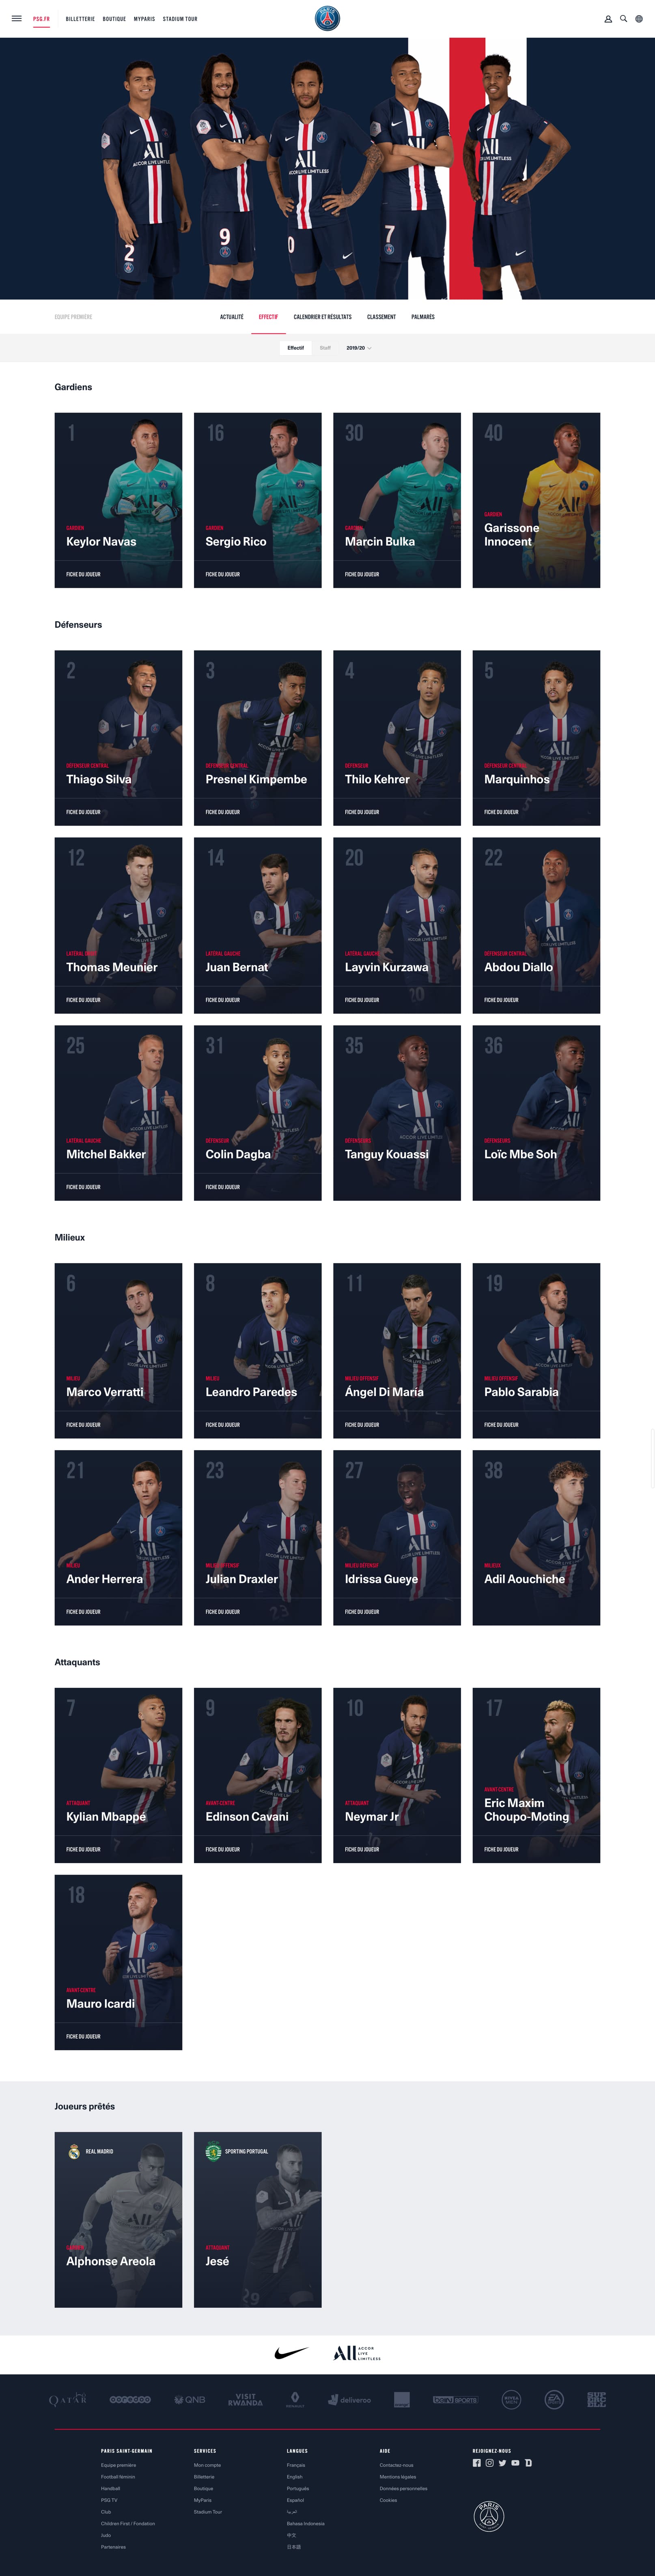 PSG.FR BILLETTERIE BOUTIQUE MYPARIS STADIUM TOUR
2
9
7
EQUIPE PREMIÈRE ACTUALITÉ EFFECTIF CALENDRIER ET RÉSULTATS CLASSEMENT PALMARÈS
Effectif Staff 2019/20
Gardiens
1 16 30 40
GARDIEN GARDIEN GARDIEN GARDIEN
Keylor Navas Sergio Rico Marcin Bulka Garissone
Innocent
FICHE DU JOUEUR FICHE DU JOUEUR FICHE DU JOUEUR
Défenseurs
2 3 4 5
DÉFENSEUR CENTRAL DÉFENSEUR CENTRAL DÉFENSEUR DÉFENSEUR CENTRAL
Thiago Silva Presnel Kimpembe Thilo Kehrer Marquinhos
FICHE DU JOUEUR FICHE DU JOUEUR FICHE DU JOUEUR FICHE DU JOUEUR
12 14 20 22
LATÉRAL LATÉRAL GAUCHE LATÉRAL GAUCHE DÉFENSEUR CENTRAL
Thomas Meunier Juan Bernat Layvin Kurzawa Abdou Diallo
FICHE DU JOUEUR FICHE DU JOUEUR FICHE DU JOUEUR FICHE DU JOUEUR
25 31 35 36
LATÉRAL GAUCHE DÉFENSEUR DÉFENSEURS DÉFENSEURS
Mitchel Bakker Colin Dagba Tanguy Kouassi Loïc Mbe Soh
FICHE DU JOUEUR FICHE DU JOUEUR
Milieux
6 8 11 19
MILIEU MILIEU MILIEU OFFENSIF MILIEU OFFENSIF
Marco Verratti Leandro Paredes Ángel Di María Pablo Sarabia
FICHE DU JOUEUR FICHE DU JOUEUR FICHE DU JOUEUR FICHE DU JOUEUR
21 23 27 38
MILIEU MILIEU OFFENSIF MILIEU DÉFENSIF MILIEUX
Ander Herrera Julian Draxler Idrissa Gueye Adil Aouchiche
FICHE DU JOUEUR FICHE DU JOUEUR FICHE DU JOUEUR
Attaquants
7 9 10 17
ATTAQUANT AVANT-CENTRE ATTAQUANT AVANT-CENTRE
Kylian Mbappé Edinson Cavani Neymar Jr Eric Maxim
Choupo-Moting
FICHE DU JOUEUR FICHE DU JOUEUR FICHE DU JOUEUR FICHE DU JOUEUR
18
AVANT-CENTRE
Mauro Icardi
FICHE DU JOUEUR
Joueurs prêtés
REAL MADRID SPORTING PORTUGAL
GARDIEN ATTAQUANT
Alphonse Areola Jesé
ALL ACCOR
LIVE
LIMITLESS
QATAR ooredoo QNB VISIT RWANDA RENAULT deliveroo beIN SPORTS NIVEA MEN EA
PARIS SAINT-GERMAIN SERVICES LANGUES AIDE REJOIGNEZ-NOUS
Equipe première Mon compte Français Contactez-nous
Football féminin Billetterie English Mentions légales
Handball Boutique Português Données personnelles
PSG TV MyParis Español Cookies
Club Stadium Tour العربية
Children First - Fondation Bahasa Indonesia
Judo 中文
Partenaires 日本語